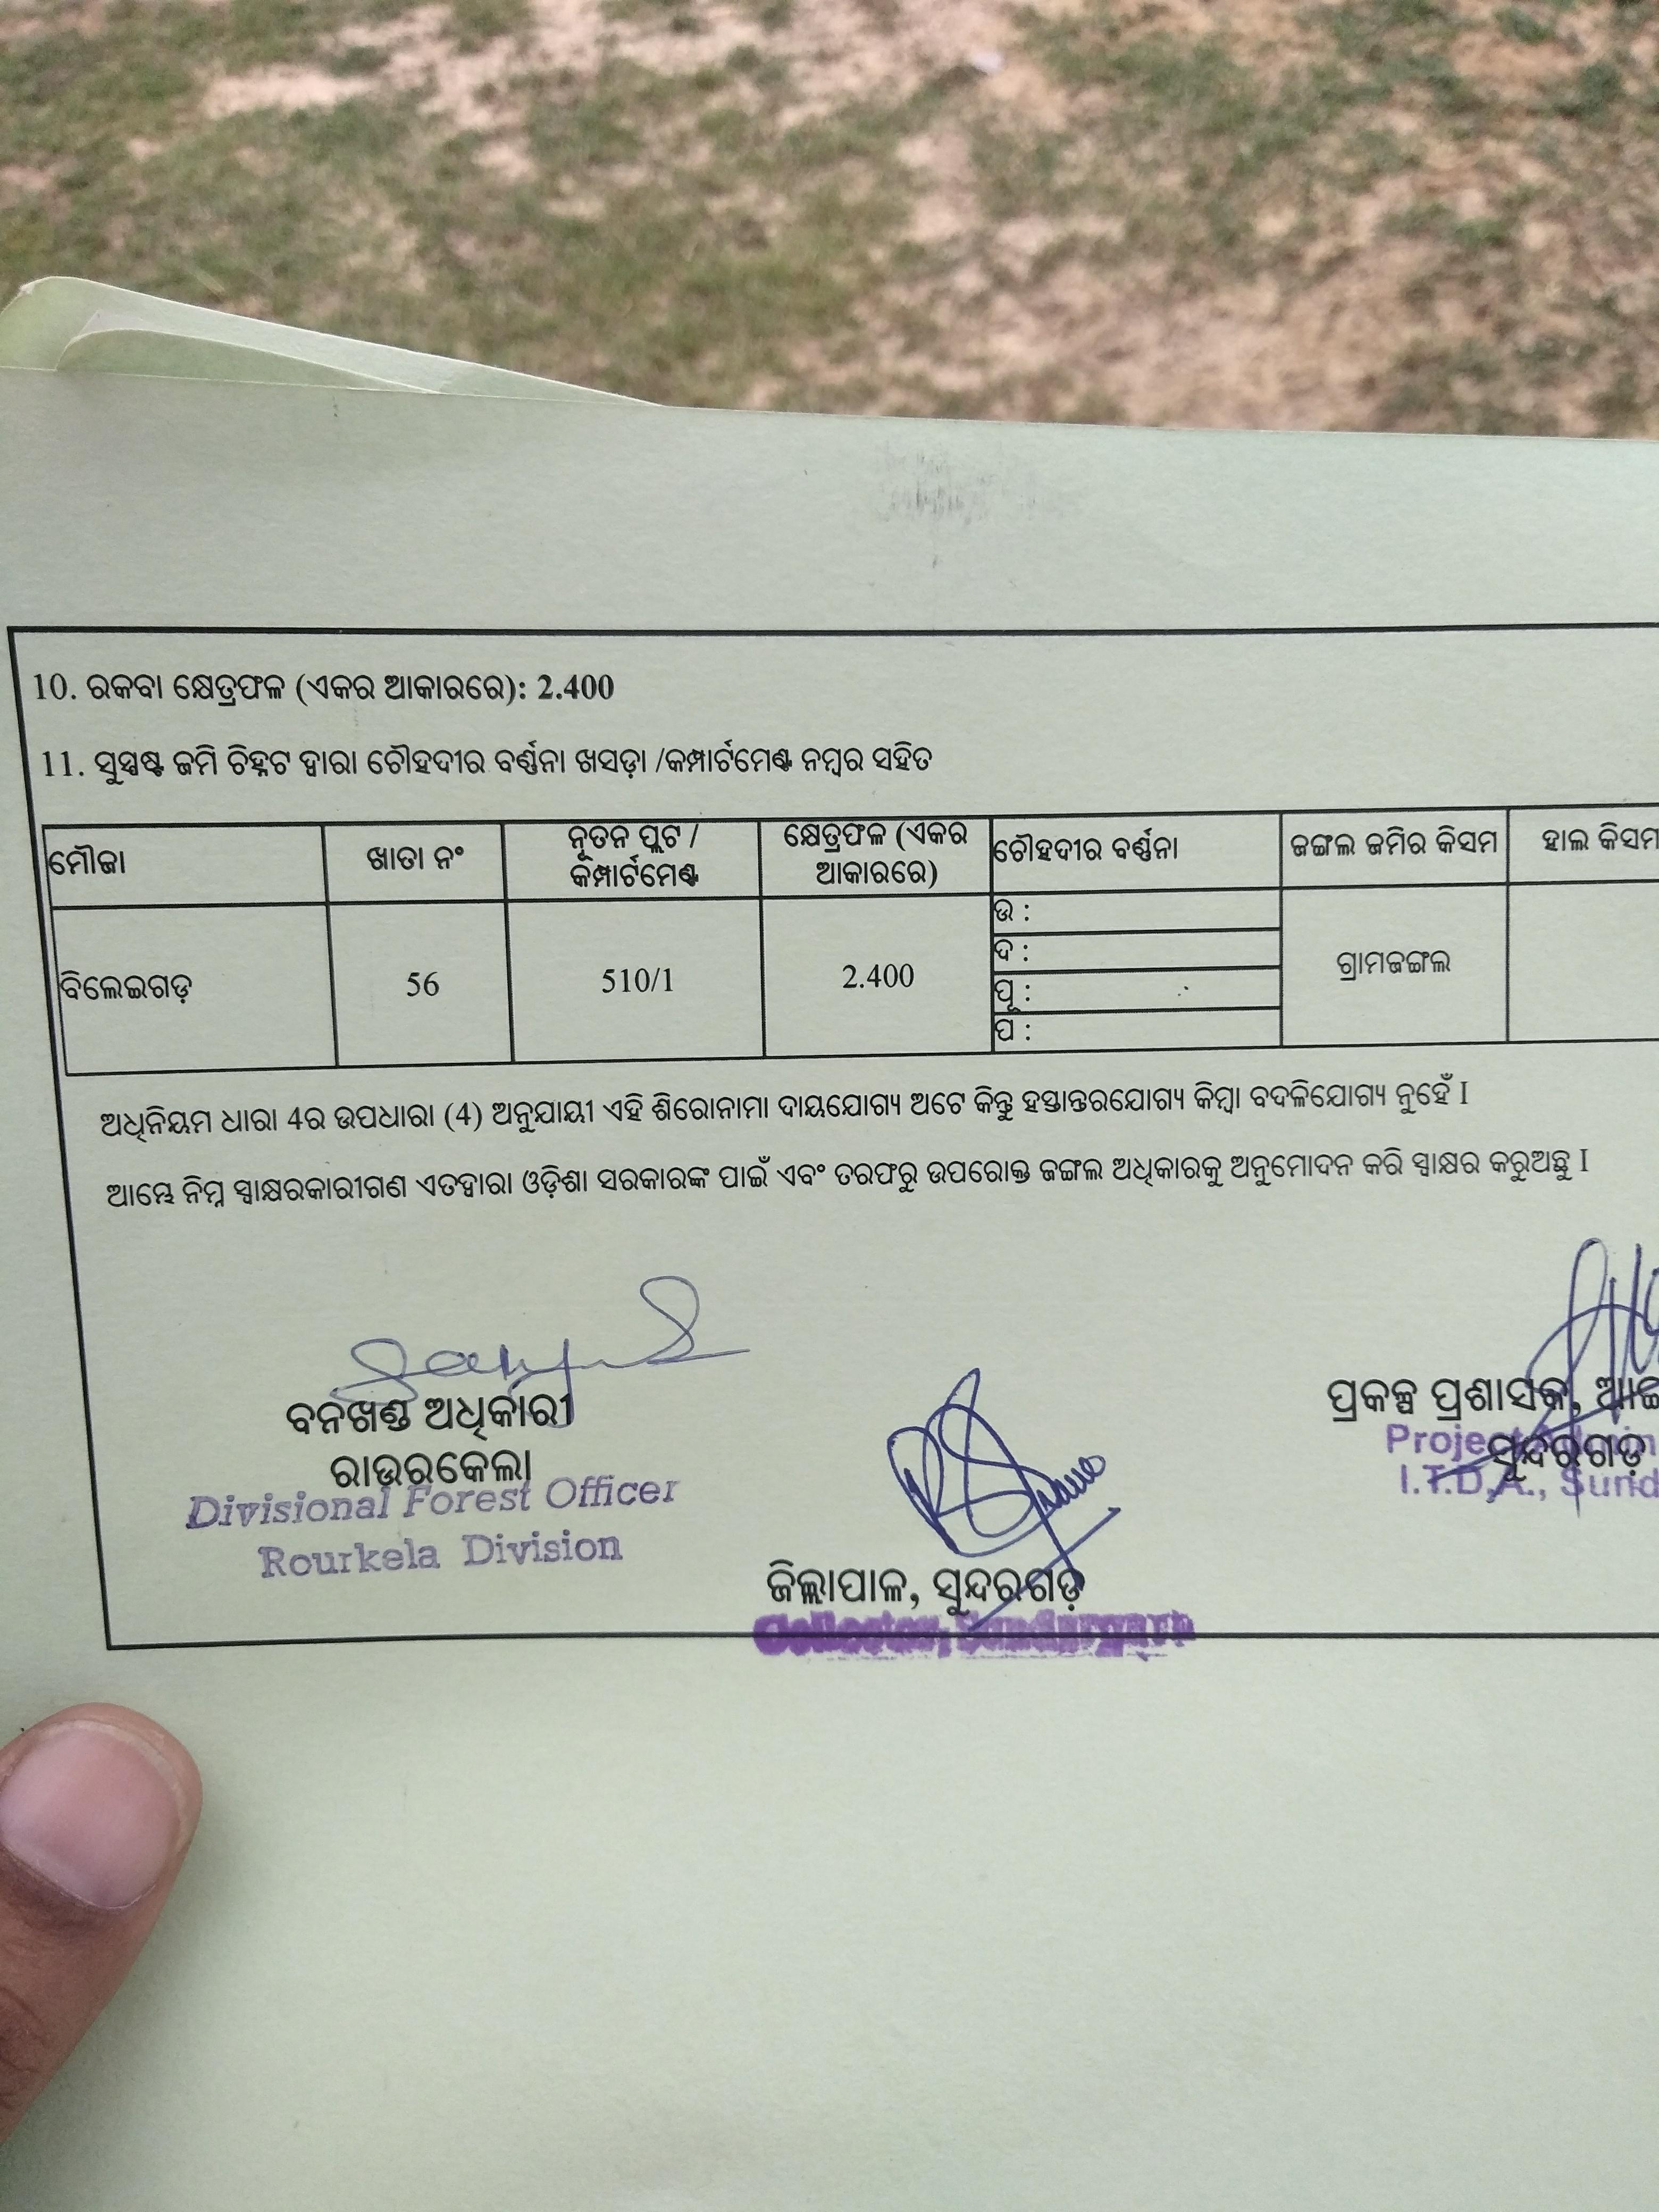 10. ରକବା କ୍ଷେତ୍ରଫଳ (ଏକର ଆକାରରେ): 2.400
11. ସୁସ୍ପଷ୍ଟ ଜମି ଚିହ୍ନଟ ଦ୍ୱାରା ଚୌହଦୀର ବର୍ଣ୍ଣନା ଖସଡ଼ା /କମ୍ପାର୍ଟମେଣ୍ଟ ନମ୍ବର ସହିତ
ମୌଜା ଖାତା ନଂ ନୂତନ ପ୍ଲଟ / କମ୍ପାର୍ଟମେଣ୍ଟ କ୍ଷେତ୍ରଫଳ (ଏକର ଆକାରରେ) ଚୌହଦୀର ବର୍ଣ୍ଣନା ଜଙ୍ଗଲ ଜମିର କିସମ ହାଲ କିସମ
ବିଲେଇଗଡ଼ 56 510/1 2.400 ଉ : ଦ : ପୂ : ପ : ଗ୍ରାମଜଙ୍ଗଲ
ଅଧିନିୟମ ଧାରା 4ର ଉପଧାରା (4) ଅନୁଯାୟୀ ଏହି ଶିରୋନାମା ଦାୟଯୋଗ୍ୟ ଅଟେ କିନ୍ତୁ ହସ୍ତାନ୍ତରଯୋଗ୍ୟ କିମ୍ବା ବଦଳିଯୋଗ୍ୟ ନୁହେଁ I
ଆମ୍ଭେ ନିମ୍ନ ସ୍ୱାକ୍ଷରକାରୀଗଣ ଏତଦ୍ୱାରା ଓଡ଼ିଶା ସରକାରଙ୍କ ପାଇଁ ଏବଂ ତରଫରୁ ଉପରୋକ୍ତ ଜଙ୍ଗଲ ଅଧିକାରକୁ ଅନୁମୋଦନ କରି ସ୍ୱାକ୍ଷର କରୁଅଛୁ I
ବନଖଣ୍ଡ ଅଧିକାରୀ
ରାଉରକେଲା
Divisional Forest Officer
Rourkela Division
ଜିଲ୍ଲାପାଳ, ସୁନ୍ଦରଗଡ଼
Collector, Sundargarh
ପ୍ରକଳ୍ପ ପ୍ରଶାସକ,
ସୁନ୍ଦରଗଡ଼
I.T.D.A.,